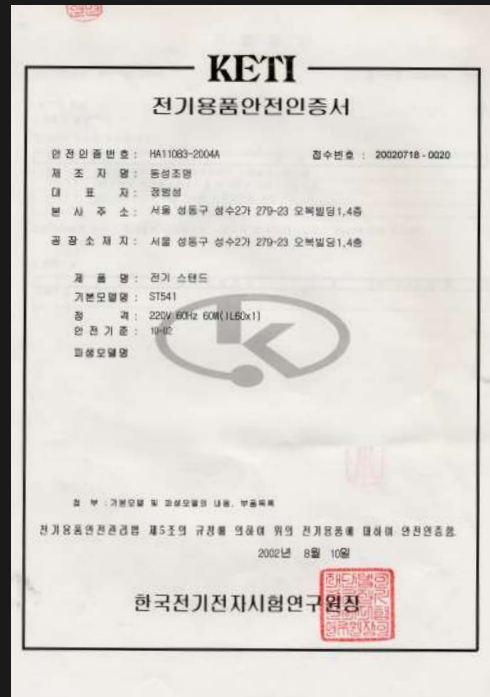 KETI
전기용품안전인증서
안전인증번호 : HA11083-2004A 접수번호 : 20020718-0020
제조자명 : 동성조명
대표자 : 정범성
본사주소 : 서울 성동구 성수2가 279-23 오복빌딩1,4층
공장소재지 : 서울 성동구 성수2가 279-23 오복빌딩1,4층
제품명 : 전기 스탠드
기본모델명 : ST541
정격 : 220V 60Hz 60W(IL60x1)
안전기준 : 10-02
파생모델명
첨 부 : 기본모델 및 파생모델의 내용, 부품목록
전기용품안전관리법 제5조의 규정에 의하여 위의 전기용품에 대하여 안전인증함.
2002년 8월 10일
한국전기전자시험연구원장